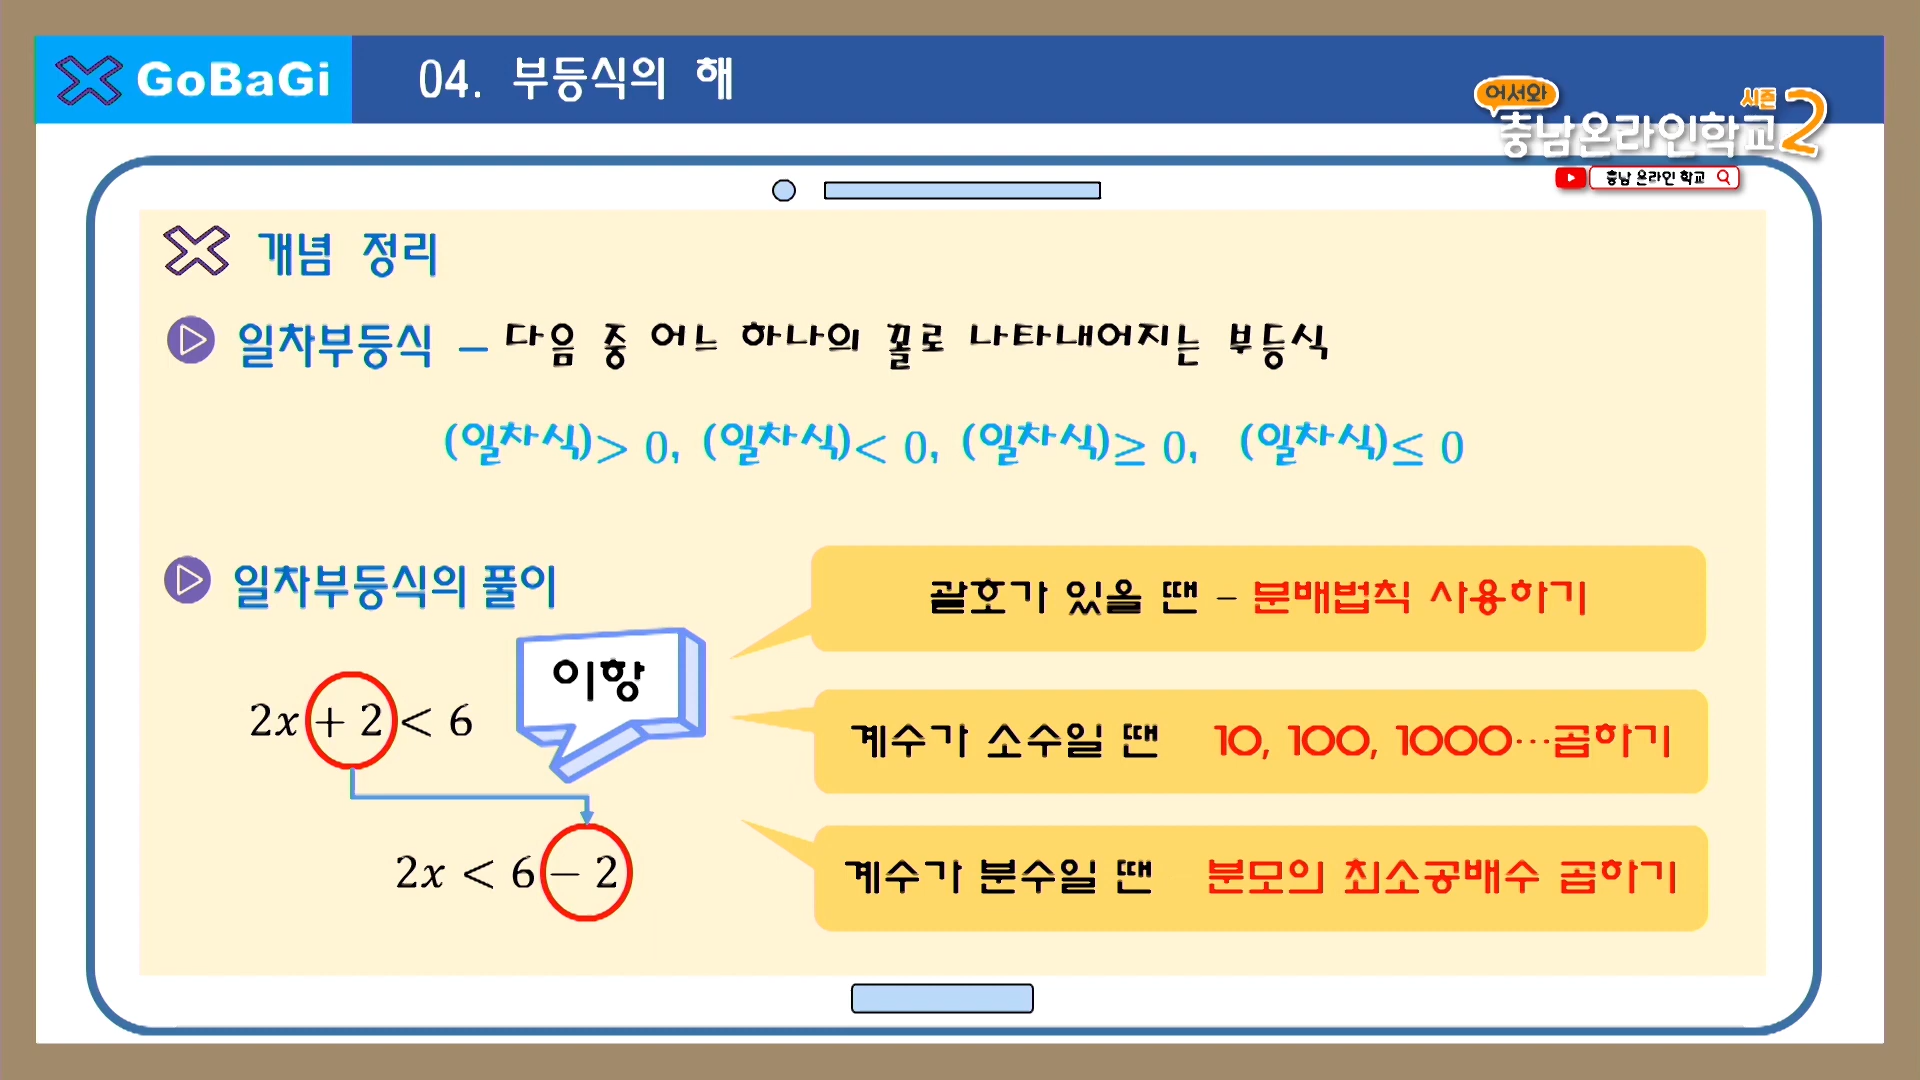 GoBaGi
04. 부등식의 해
어서와
시즌
충남온라인학교2
충남 온라인 학교
개념 정리
일차부등식 – 다음 중 어느 하나의 꼴로 나타내어지는 부등식
(일차식)> 0, (일차식)< 0, (일차식)≥ 0, (일차식)≤ 0
일차부등식의 풀이
괄호가 있을 땐 – 분배법칙 사용하기
이항
2x + 2 < 6
계수가 소수일 땐 10, 100, 1000…곱하기
2x < 6 − 2
계수가 분수일 땐 분모의 최소공배수 곱하기